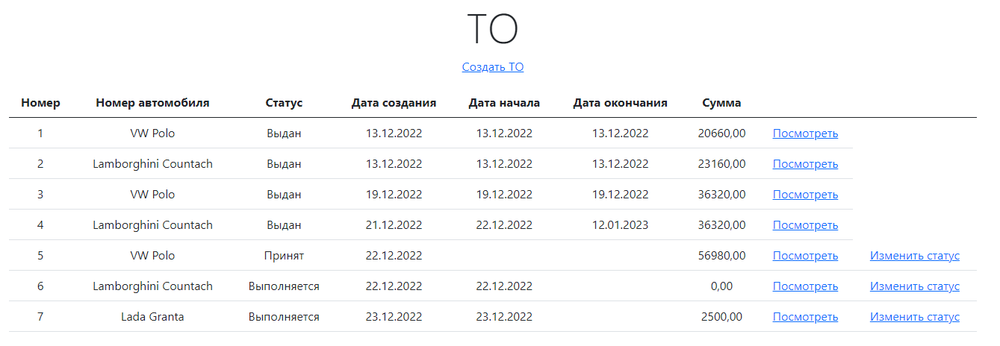 ТО
Создать ТО
Номер Номер автомобиля Статус Дата создания Дата начала Дата окончания Сумма
1 VW Polo Выдан 13.12.2022 13.12.2022 13.12.2022 20660,00 Посмотреть
2 Lamborghini Countach Выдан 13.12.2022 13.12.2022 13.12.2022 23160,00 Посмотреть
3 VW Polo Выдан 19.12.2022 19.12.2022 19.12.2022 36320,00 Посмотреть
4 Lamborghini Countach Выдан 21.12.2022 22.12.2022 12.01.2023 36320,00 Посмотреть
5 VW Polo Принят 22.12.2022 56980,00 Посмотреть Изменить статус
6 Lamborghini Countach Выполняется 22.12.2022 22.12.2022 0,00 Посмотреть Изменить статус
7 Lada Granta Выполняется 23.12.2022 23.12.2022 2500,00 Посмотреть Изменить статус